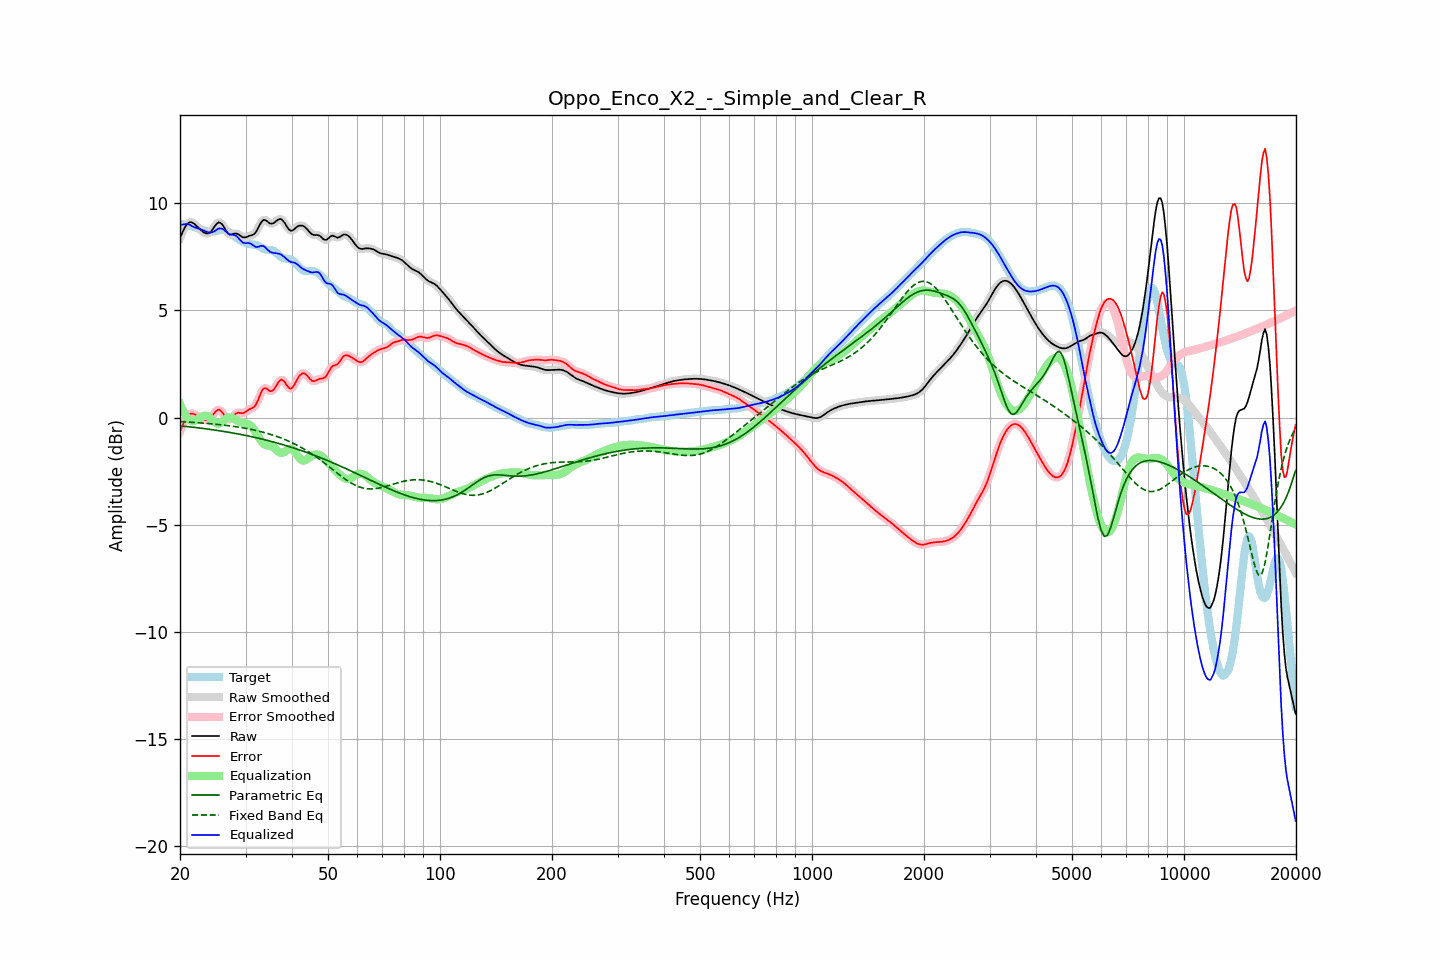 Oppo_Enco_X2_-_Simple_and_Clear_R
Amplitude (dBr)
10
5
0
−5
−10
−15
−20
Target
Raw Smoothed
Error Smoothed
Raw
Error
Equalization
Parametric Eq
Fixed Band Eq
Equalized
20
50
100
200
500
1000
2000
5000
10000
20000
Frequency (Hz)